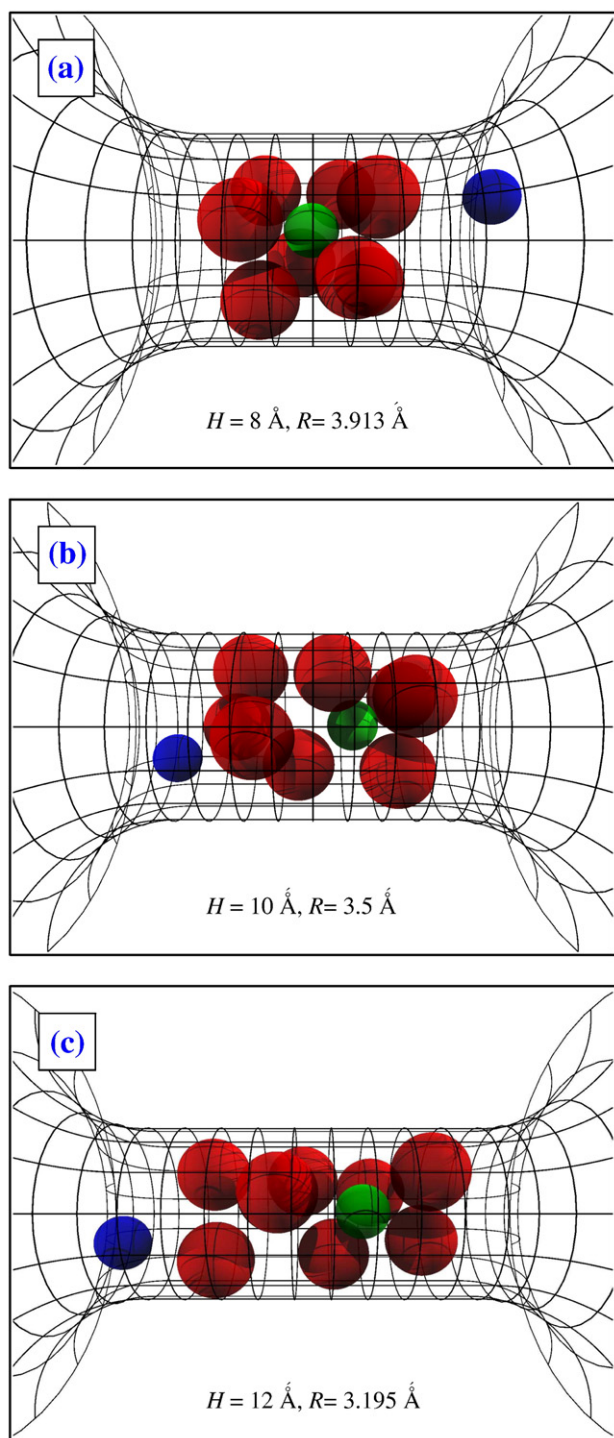 (a)
H = 8 Å, R= 3.913 Å
(b)
H = 10 Å, R= 3.5 Å
(c)
H = 12 Å, R= 3.195 Å